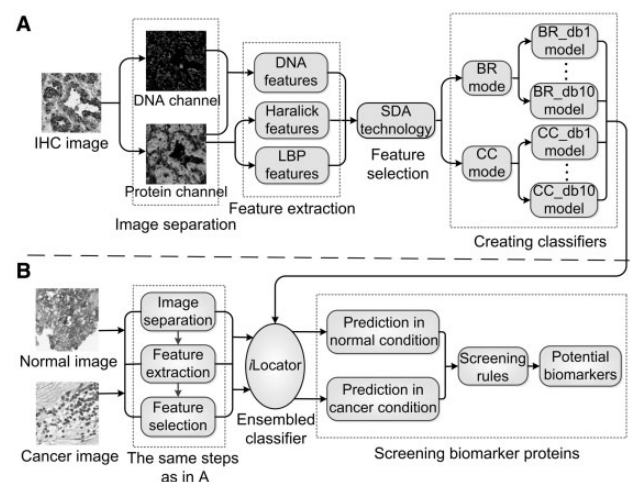 A
IHC image
DNA channel
Protein channel
Image separation
DNA
features
Haralick
features
LBP
features
Feature extraction
SDA
technology
Feature
selection
BR
mode
CC
mode
BR_db1
model
BR_db10
model
CC_db1
model
CC_db10
model
Creating classifiers
B
Normal image
Cancer image
Image
separation
Feature
extraction
Feature
selection
The same steps
as in A
iLocator
Ensembled
classifier
Prediction in
normal condition
Prediction in
cancer condition
Screening
rules
Potential
biomarkers
Screening biomarker proteins